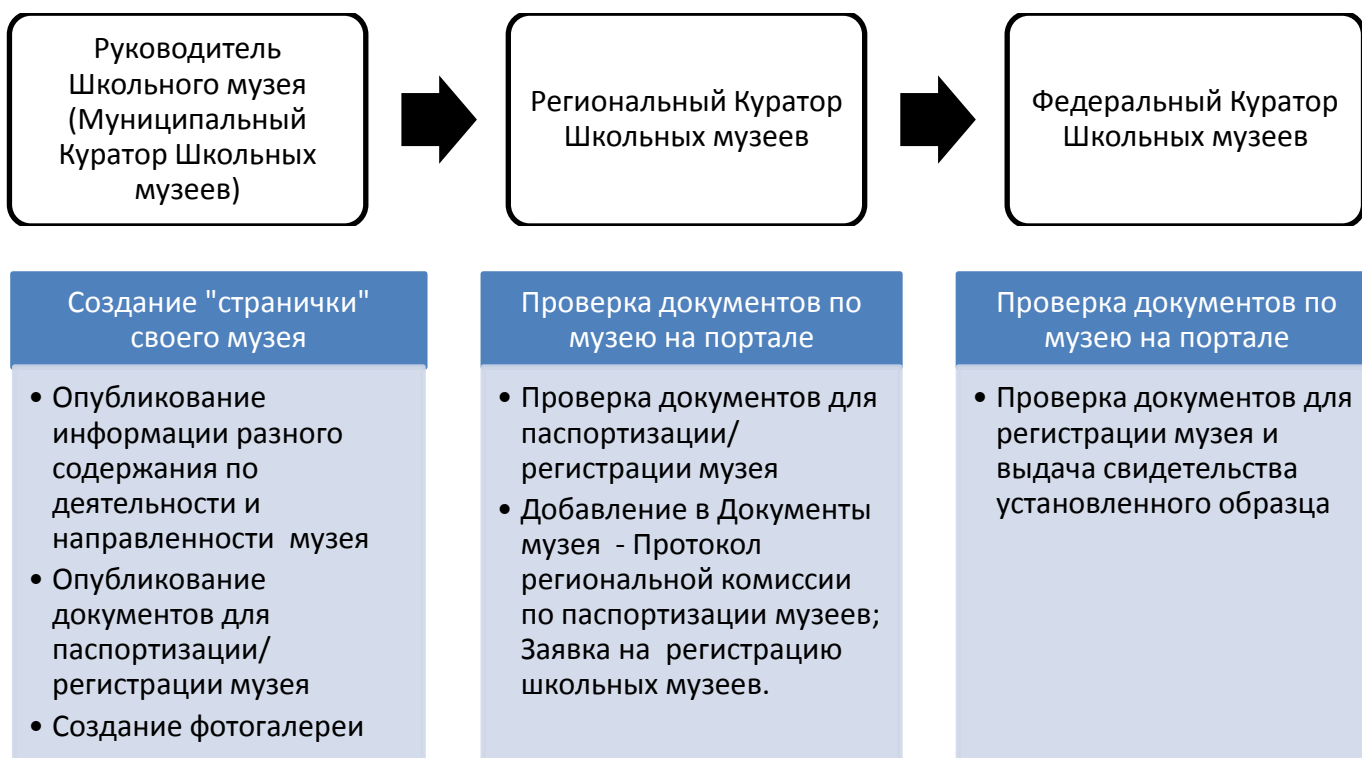 Руководитель
Школьного музея
(Муниципальный
Куратор Школьных
музеев)
Региональный Куратор
Школьных музеев
Федеральный Куратор
Школьных музеев
Создание "странички"
своего музея
• Опубликование
информации разного
содержания по
деятельности и
направленности музея
• Опубликование
документов для
паспортизации/
регистрации музея
• Создание фотогалереи
Проверка документов по
музею на портале
• Проверка документов для
паспортизации/
регистрации музея
• Добавление в Документы
музея - Протокол
региональной комиссии
по паспортизации музеев;
Заявка на регистрацию
школьных музеев.
Проверка документов по
музею на портале
• Проверка документов для
регистрации музея и
выдача свидетельства
установленного образца